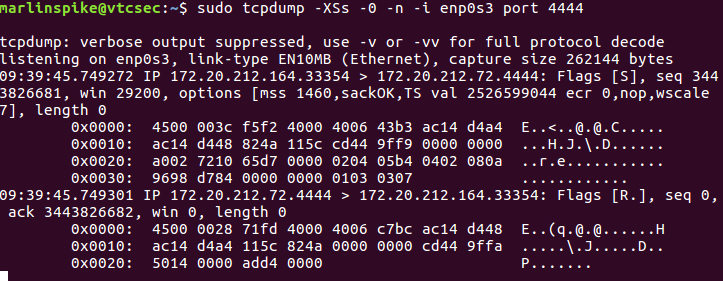 marlinspike@vtcsec:~$ sudo tcpdump -XSs -0 -n -i enp0s3 port 4444
tcpdump: verbose output suppressed, use -v or -vv for full protocol decode
listening on enp0s3, link-type EN10MB (Ethernet), capture size 262144 bytes
09:39:45.749272 IP 172.20.212.164.33354 > 172.20.212.72.4444: Flags [S], seq 344
3826681, win 29200, options [mss 1460,sackOK,TS val 2526599044 ecr 0,nop,wscale
7], length 0
0x0000:  4500 003c f5f2 4000 4006 43b3 ac14 d4a4  E..<..@.@.C.....
0x0010:  ac14 d448 824a 115c cd44 9ff9 0000 0000  ...H.J.\.D......
0x0020:  a002 7210 65d7 0000 0204 05b4 0402 080a  ..r.e...........
0x0030:  9698 d784 0000 0000 0103 0307            ............
09:39:45.749301 IP 172.20.212.72.4444 > 172.20.212.164.33354: Flags [R.], seq 0,
 ack 3443826682, win 0, length 0
0x0000:  4500 0028 71fd 4000 4006 c7bc ac14 d448  E..(q.@.@......H
0x0010:  ac14 d4a4 115c 824a 0000 0000 cd44 9ffa  .....\.J.....D..
0x0020:  5014 0000 add4 0000                      P.......